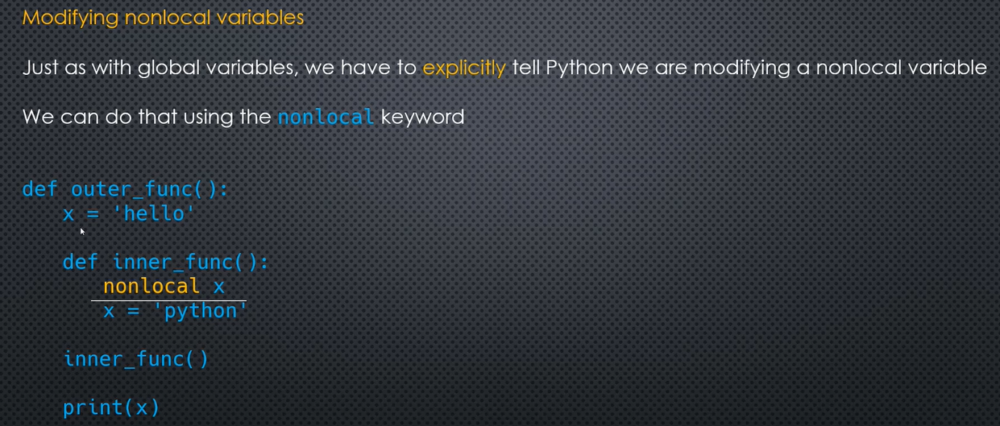 Modifying nonlocal variables
Just as with global variables, we have to explicitly tell Python we are modifying a nonlocal variable
We can do that using the nonlocal keyword
def outer_func():
x = 'hello'
def inner_func():
nonlocal x
x = 'python'
inner_func()
print(x)